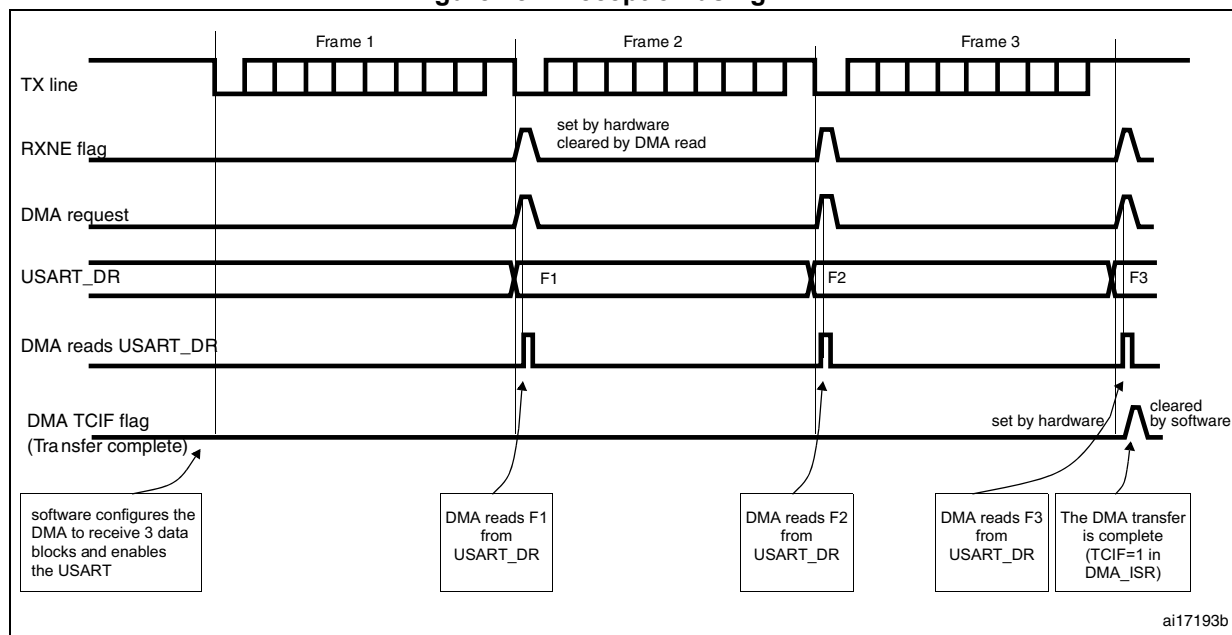 Frame 1
Frame 2
Frame 3
TX line
set by hardware
cleared by DMA read
RXNE flag
DMA request
USART_DR
F1
F2
F3
DMA reads USART_DR
DMA TCIF flag
(Transfer complete)
set by hardware
cleared
by software
software configures the
DMA to receive 3 data
blocks and enables
the USART
DMA reads F1
from
USART_DR
DMA reads F2
from
USART_DR
DMA reads F3
from
USART_DR
The DMA transfer
is complete
(TCIF=1 in
DMA_ISR)
ai17193b